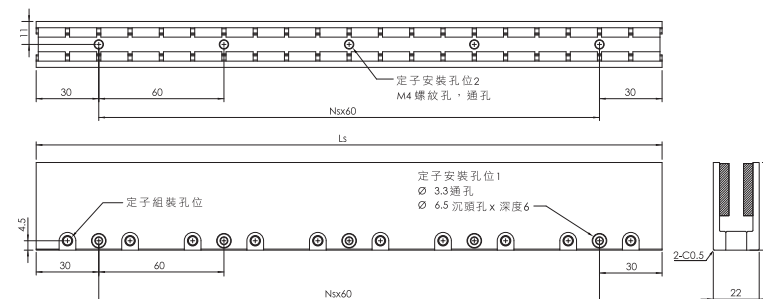 11
定子安裝孔位2
M4 螺紋孔，通孔
30
60
30
Nsx60
Ls
定子安裝孔位1
Ø 3.3通孔
Ø 6.5 沉頭孔 x 深度6
定子組裝孔位
4.5
2-C0.5
30
60
30
22
Nsx60